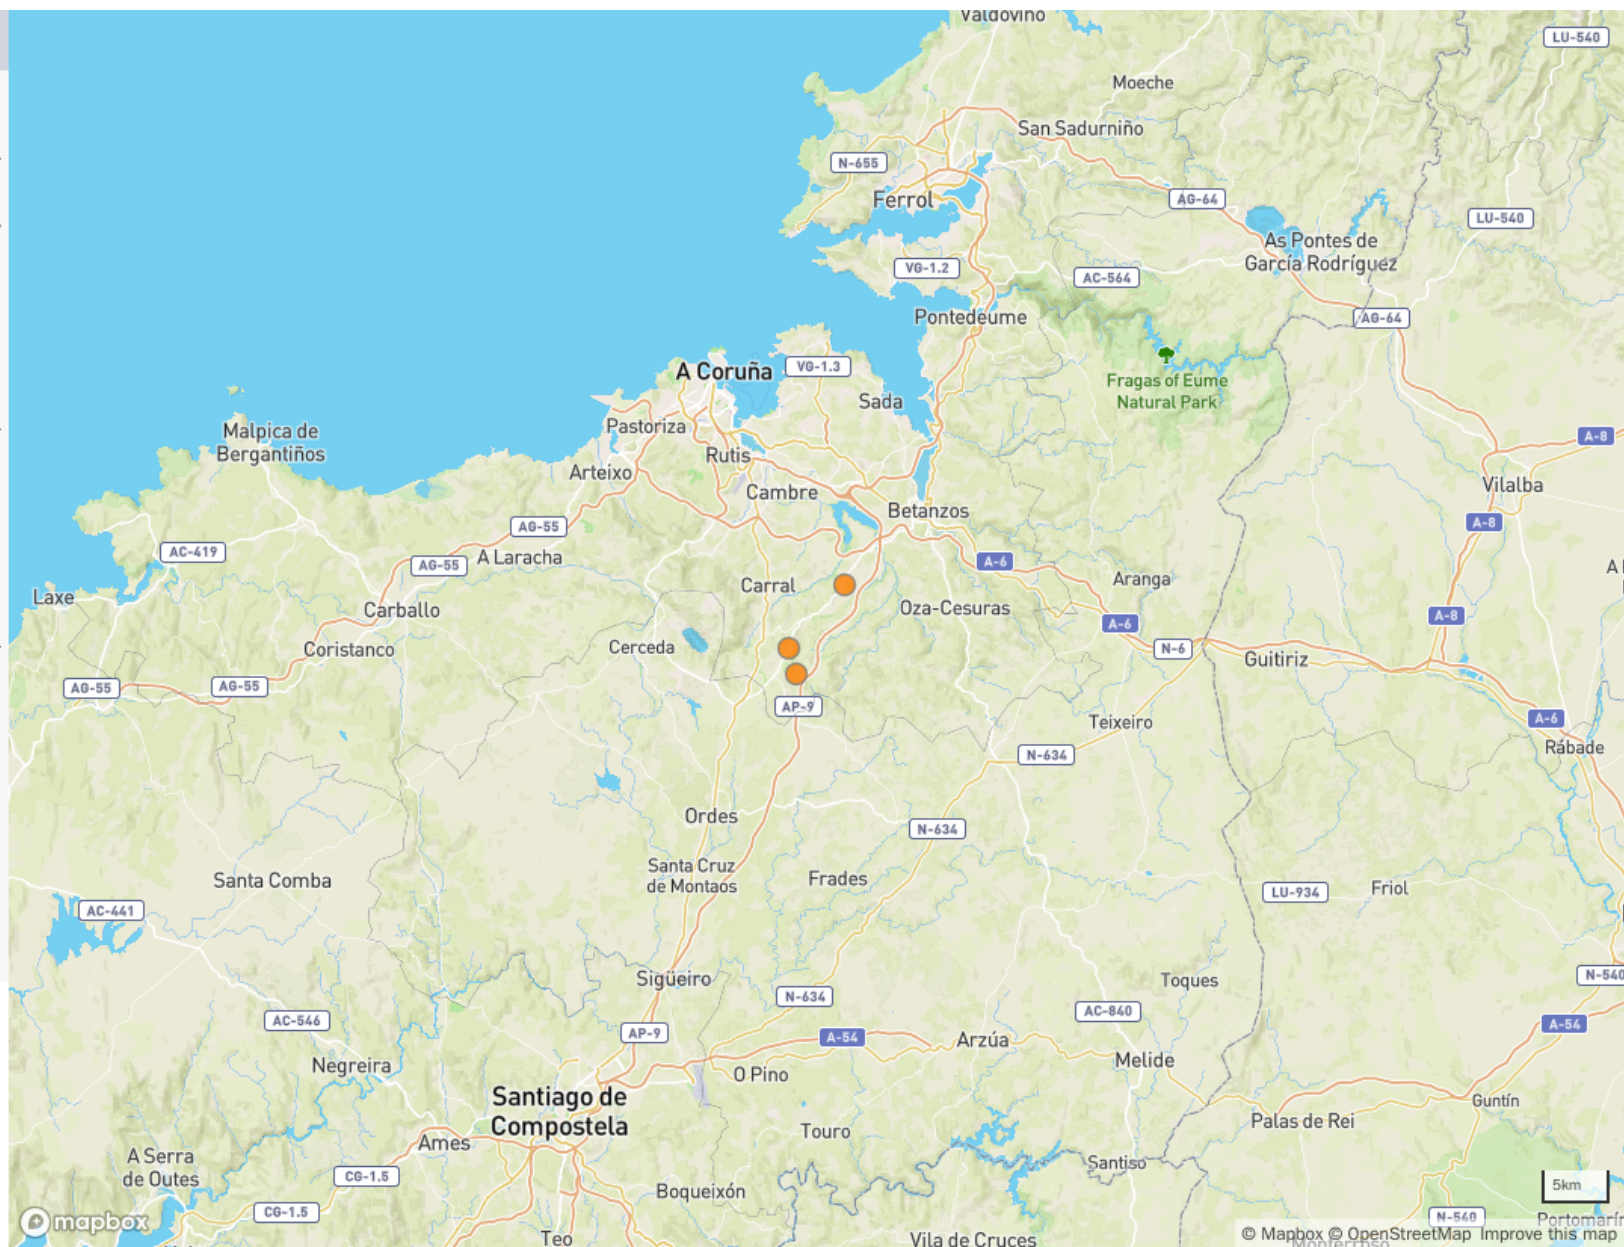 Valdoviño
LU-540
Moeche
San Sadurniño
N-655
Ferrol
AG-64
LU-540
As Pontes de
García Rodríguez
VG-1.2
AC-564
Pontedeume
AG-64
A Coruña
VG-1.3
Fragas of Eume
Natural Park
Sada
Pastoriza
Malpica de
Bergantiños
A-8
Rutis
Arteixo
Cambre
Vilalba
Betanzos
A-8
AG-55
AC-419
A Laracha
A-6
AG-55
Carral
Aranga
Laxe
Carballo
Oza-Cesuras
A-8
A-6
Coristanco
Cerceda
N-6
Guitiriz
AG-55
AG-55
AP-9
Teixeiro
A-6
Rábade
N-634
Ordes
N-634
Santa Cruz
de Montaos
Frades
Santa Comba
LU-934
Friol
AC-441
Sigüeiro
Toques
N-540
N-634
AC-840
AC-546
AP-9
A-54
A-54
Arzúa
Negreira
Melide
O Pino
Santiago de
Compostela
Guntín
Palas de Rei
Touro
Ames
A Serra
de Outes
Santiso
CG-1.5
Boqueixón
5km
CG-1.5
N-540
Portomarín
mapbox
Teo
Vila de Cruces
Monterroso
© Mapbox © OpenStreetMap Improve this map